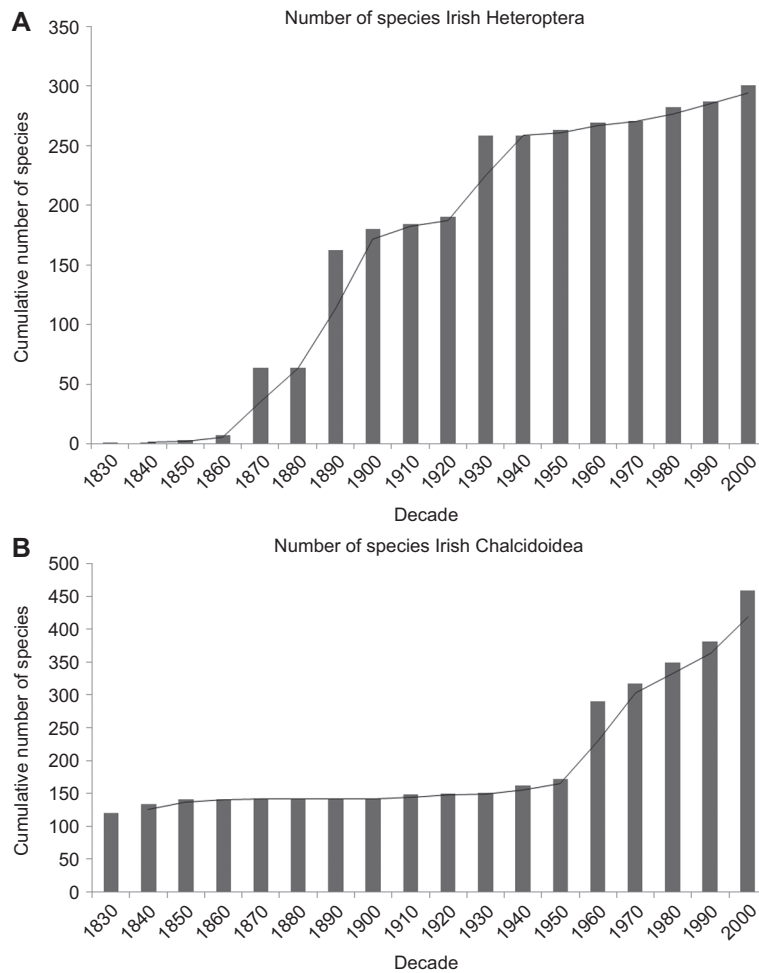 A
Number of species Irish Heteroptera
Cumulative number of species
350
300
250
200
150
100
50
0
1830 1840 1850 1860 1870 1880 1890 1900 1910 1920 1930 1940 1950 1960 1970 1980 1990 2000
Decade
B
Number of species Irish Chalcidoidea
Cumulative number of species
500
450
400
350
300
250
200
150
100
50
0
1830 1840 1850 1860 1870 1880 1890 1900 1910 1920 1930 1940 1950 1960 1970 1980 1990 2000
Decade